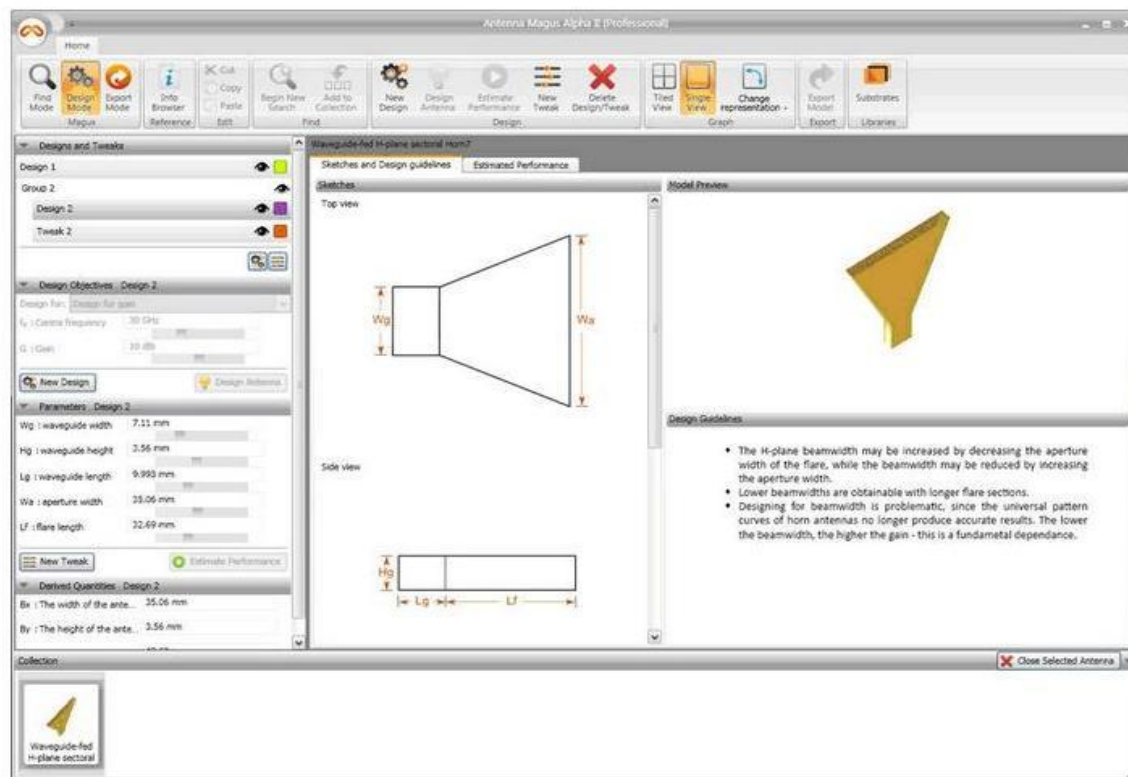 Antenna Magus Alpha II (Professional)
Home
Find Mode
Design Mode
Export Mode
Magus
Info Browser
Reference
Cut
Copy
Paste
Edit
Begin New Search
Add to Collection
Find
New Design
Design Antenna
Estimate Performance
New Tweak
Delete Design/Tweak
Design
Tiled View
Single View
Change representation
Graph
Export Model
Export
Substrates
Libraries
Designs and Tweaks
Design 1
Group 2
Design 2
Tweak 2
Design Objectives Design 2
Design for: Design for gain
: Centre frequency 30 GHz
G : Gain 10 dBi
New Design
Design Antenna
Parameters Design 2
Wg : waveguide width 7.11 mm
Hg : waveguide height 3.56 mm
Lg : waveguide length 9.993 mm
Wa : aperture width 35.06 mm
Lf : flare length 32.69 mm
New Tweak
Estimate Performance
Derived Quantities Design 2
Bx : The width of the ante... 35.06 mm
By : The height of the ante... 3.56 mm
Waveguide-fed H-plane sectoral Horn7
Sketches and Design guidelines
Estimated Performance
Sketches
Top view
Wg
Wa
Side view
Hg
Lg
Lf
Model Preview
Design Guidelines
• The H-plane beamwidth may be increased by decreasing the aperture
width of the flare, while the beamwidth may be reduced by increasing
the aperture width.
• Lower beamwidths are obtainable with longer flare sections.
• Designing for beamwidth is problematic, since the universal pattern
curves of horn antennas no longer produce accurate results. The lower
the beamwidth, the higher the gain - this is a fundametal dependance.
Collection
Close Selected Antenna
Waveguide-fed
H-plane sectoral